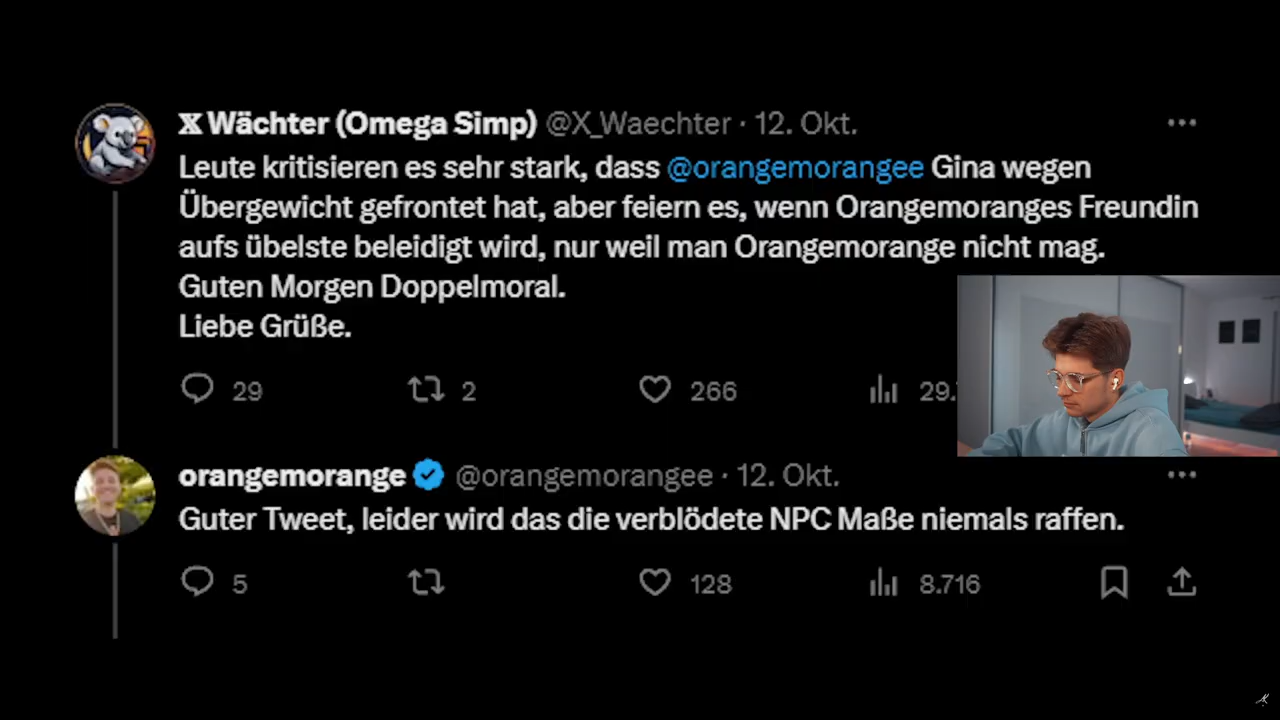 𝕏 Wächter (Omega Simp) @X_Waechter · 12. Okt.
Leute kritisieren es sehr stark, dass @orangemorangee Gina wegen
Übergewicht gefrontet hat, aber feiern es, wenn Orangemoranges Freundin
aufs übelste beleidigt wird, nur weil man Orangemorange nicht mag.
Guten Morgen Doppelmoral.
Liebe Grüße.
29 2 266 29.
orangemorange @orangemorangee · 12. Okt.
Guter Tweet, leider wird das die verblödete NPC Maße niemals raffen.
5 128 8.716